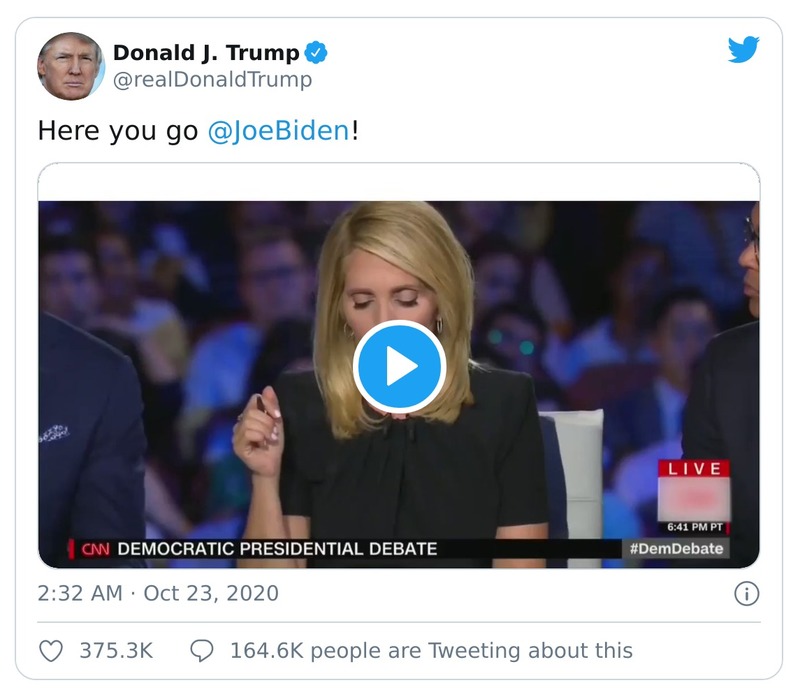 Donald J. Trump
@realDonaldTrump
Here you go @JoeBiden!
LIVE
6:41 PM PT
CNN DEMOCRATIC PRESIDENTIAL DEBATE
#DemDebate
2:32 AM · Oct 23, 2020
375.3K 164.6K people are Tweeting about this